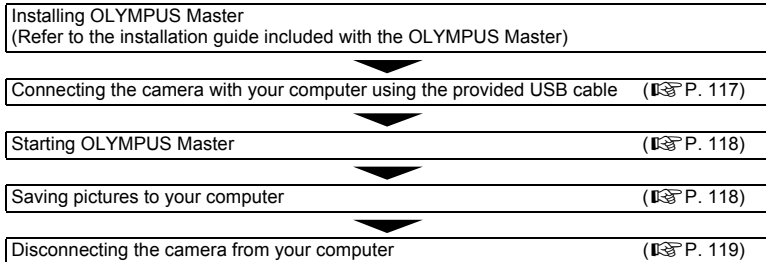 Installing OLYMPUS Master
(Refer to the installation guide included with the OLYMPUS Master)
Connecting the camera with your computer using the provided USB cable (☞P. 117)
Starting OLYMPUS Master (☞P. 118)
Saving pictures to your computer (☞P. 118)
Disconnecting the camera from your computer (☞P. 119)